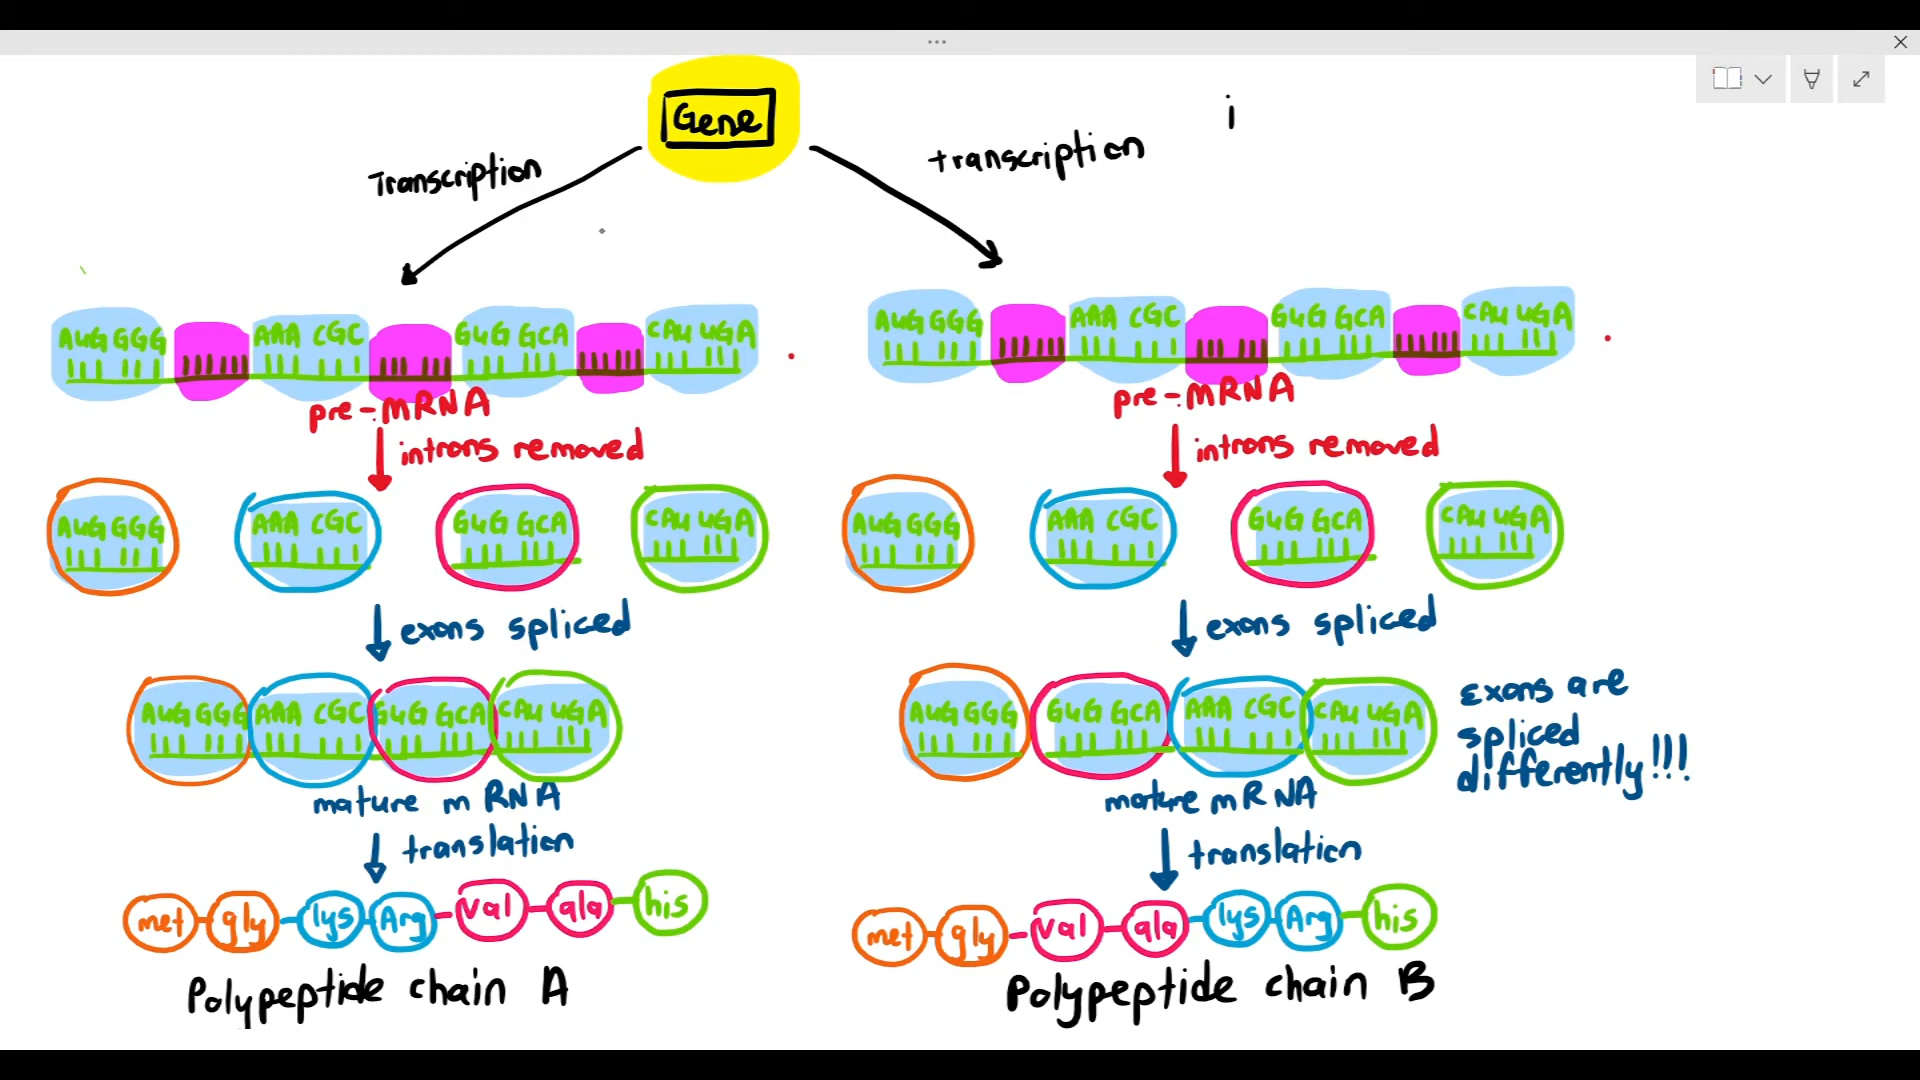 Gene
i
Transcription
transcription
AUG GGG AAA CGC GUG GCA CAU UGA
AUG GGG AAA CGC GUG GCA CAU UGA
pre-mRNA
pre-mRNA
introns removed
introns removed
AUG GGG AAA CGC GUG GCA CAU UGA
AUG GGG AAA CGC GUG GCA CAU UGA
exons spliced
exons spliced
AUG GGG AAA CGC GUG GCA CAU UGA
AUG GGG GUG GCA AAA CGC CAU UGA
Exons are
spliced
differently!!!
mature mRNA
mature mRNA
translation
translation
met gly lys Arg val ala his
met gly val ala lys Arg his
Polypeptide chain A
Polypeptide chain B